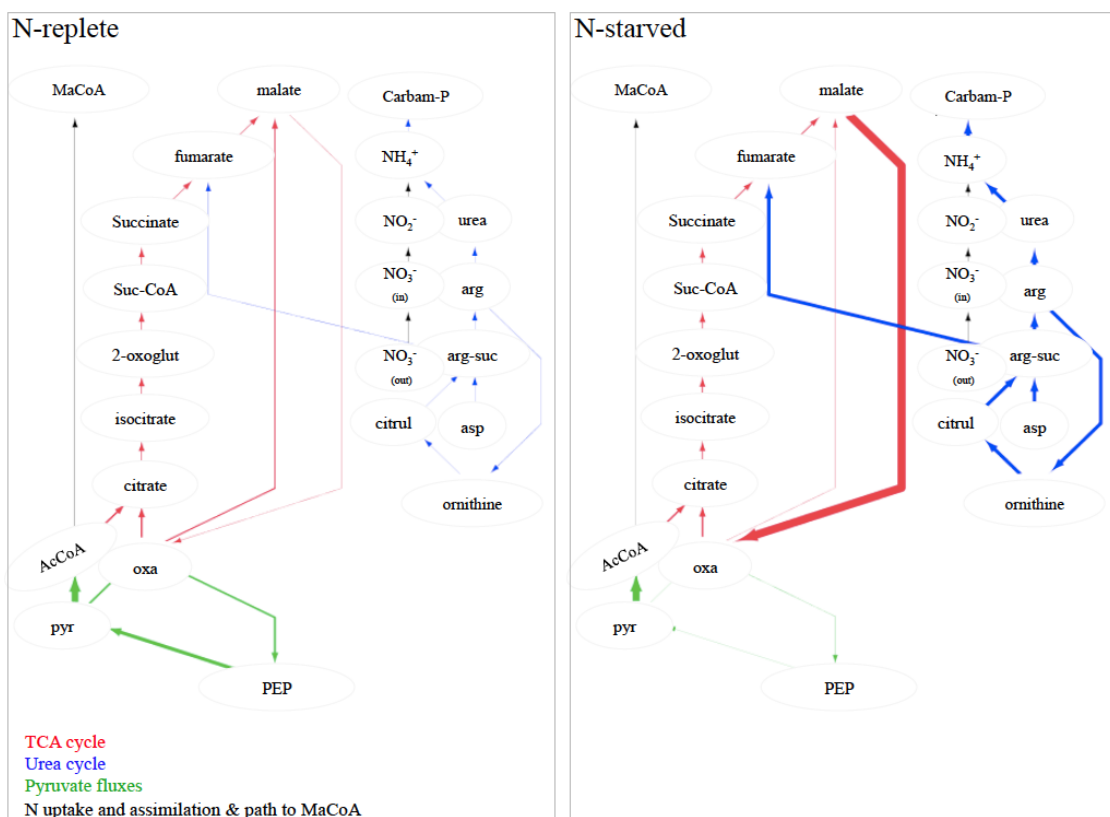 N-replete
MaCoA
malate
Carbam-P
fumarate
NH4+
Succinate
NO2-
urea
Suc-CoA
NO3-
(in)
arg
2-oxoglut
NO3-
(out)
arg-suc
isocitrate
citrul
asp
citrate
ornithine
AcCoA
oxa
pyr
PEP
TCA cycle
Urea cycle
Pyruvate fluxes
N uptake and assimilation & path to MaCoA
N-starved
MaCoA
malate
Carbam-P
fumarate
NH4+
Succinate
NO2-
urea
Suc-CoA
NO3-
(in)
arg
2-oxoglut
NO3-
(out)
arg-suc
isocitrate
citrul
asp
citrate
ornithine
AcCoA
oxa
pyr
PEP